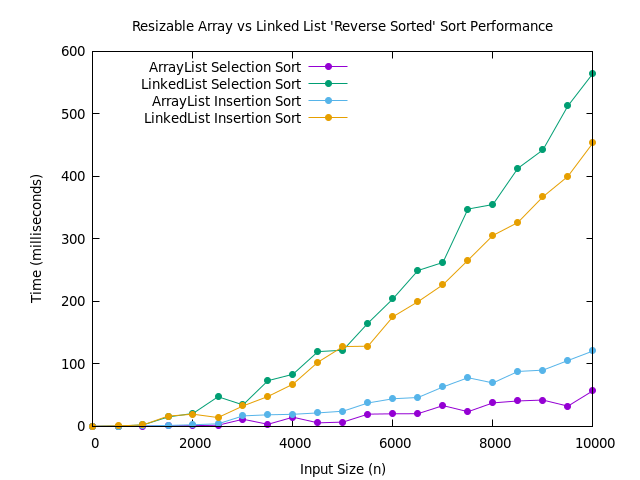 Resizable Array vs Linked List 'Reverse Sorted' Sort Performance
600
500
400
300
200
100
0
Time (milliseconds)
ArrayList Selection Sort
LinkedList Selection Sort
ArrayList Insertion Sort
LinkedList Insertion Sort
0 2000 4000 6000 8000 10000
Input Size (n)